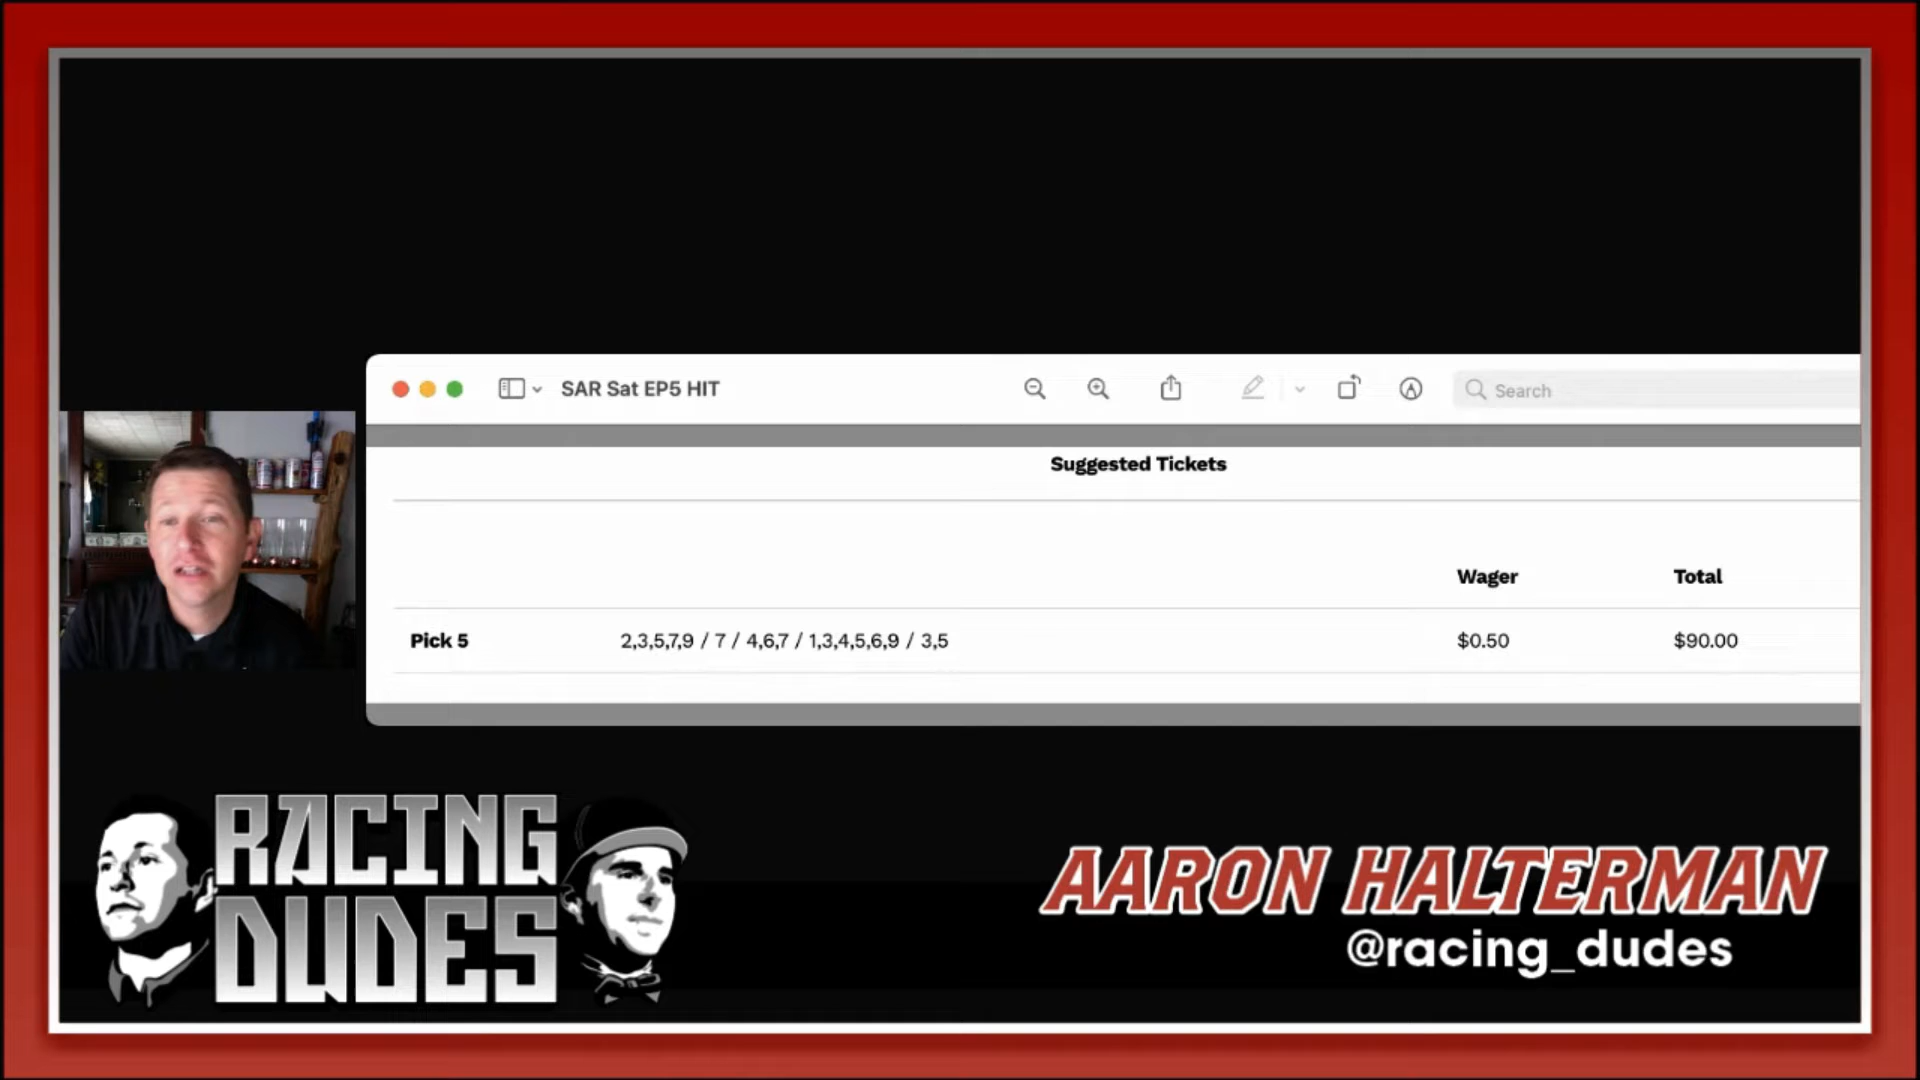 SAR Sat EP5 HIT
Search
Suggested Tickets
Wager Total
Pick 5 2,3,5,7,9 / 7 / 4,6,7 / 1,3,4,5,6,9 / 3,5 $0.50 $90.00
RACING
DUDES
AARON HALTERMAN
@racing_dudes